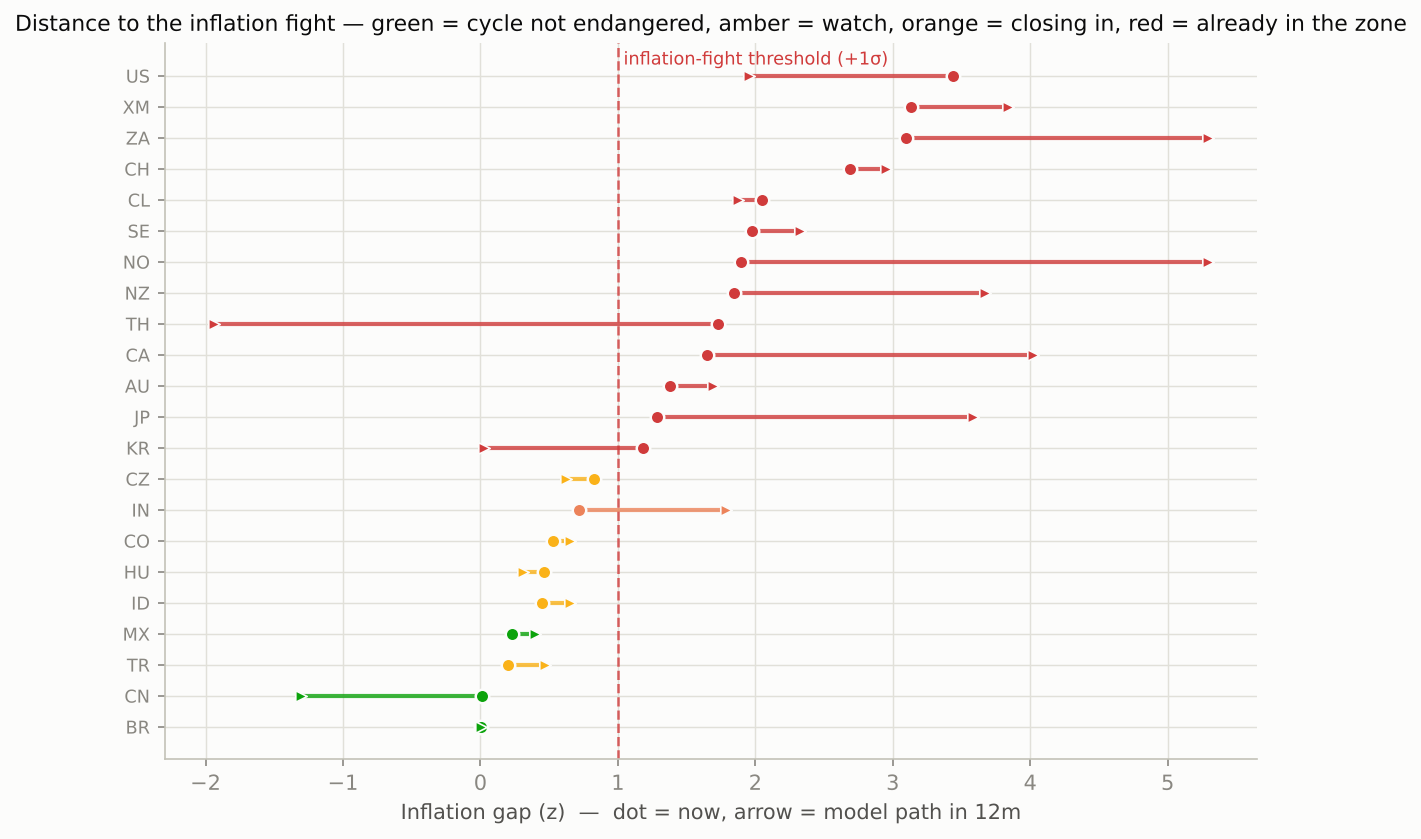 Distance to the inflation fight — green = cycle not endangered, amber = watch, orange = closing in, red = already in the zone
inflation-fight threshold (+1σ)
US
XM
ZA
CH
CL
SE
NO
NZ
TH
CA
AU
JP
KR
CZ
IN
CO
HU
ID
MX
TR
CN
BR
−2 −1 0 1 2 3 4 5
Inflation gap (z) — dot = now, arrow = model path in 12m